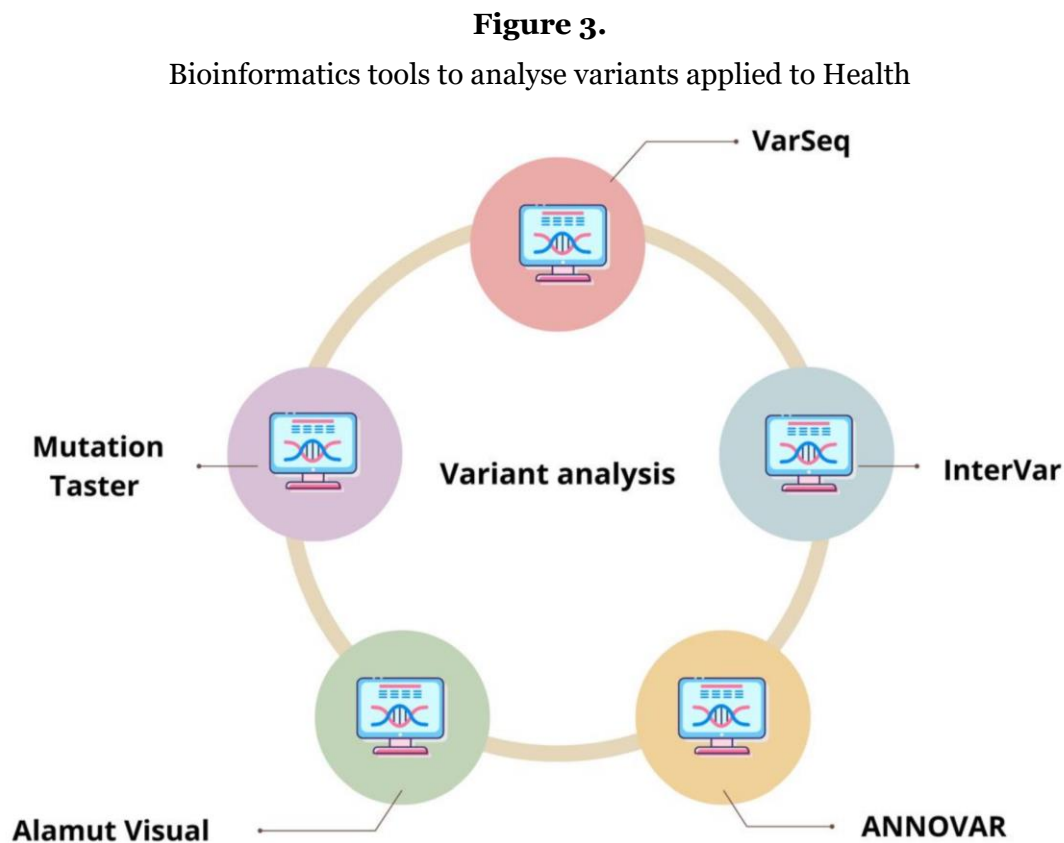 Figure 3.
Bioinformatics tools to analyse variants applied to Health
VarSeq
Mutation
Taster
Variant analysis
InterVar
Alamut Visual
ANNOVAR